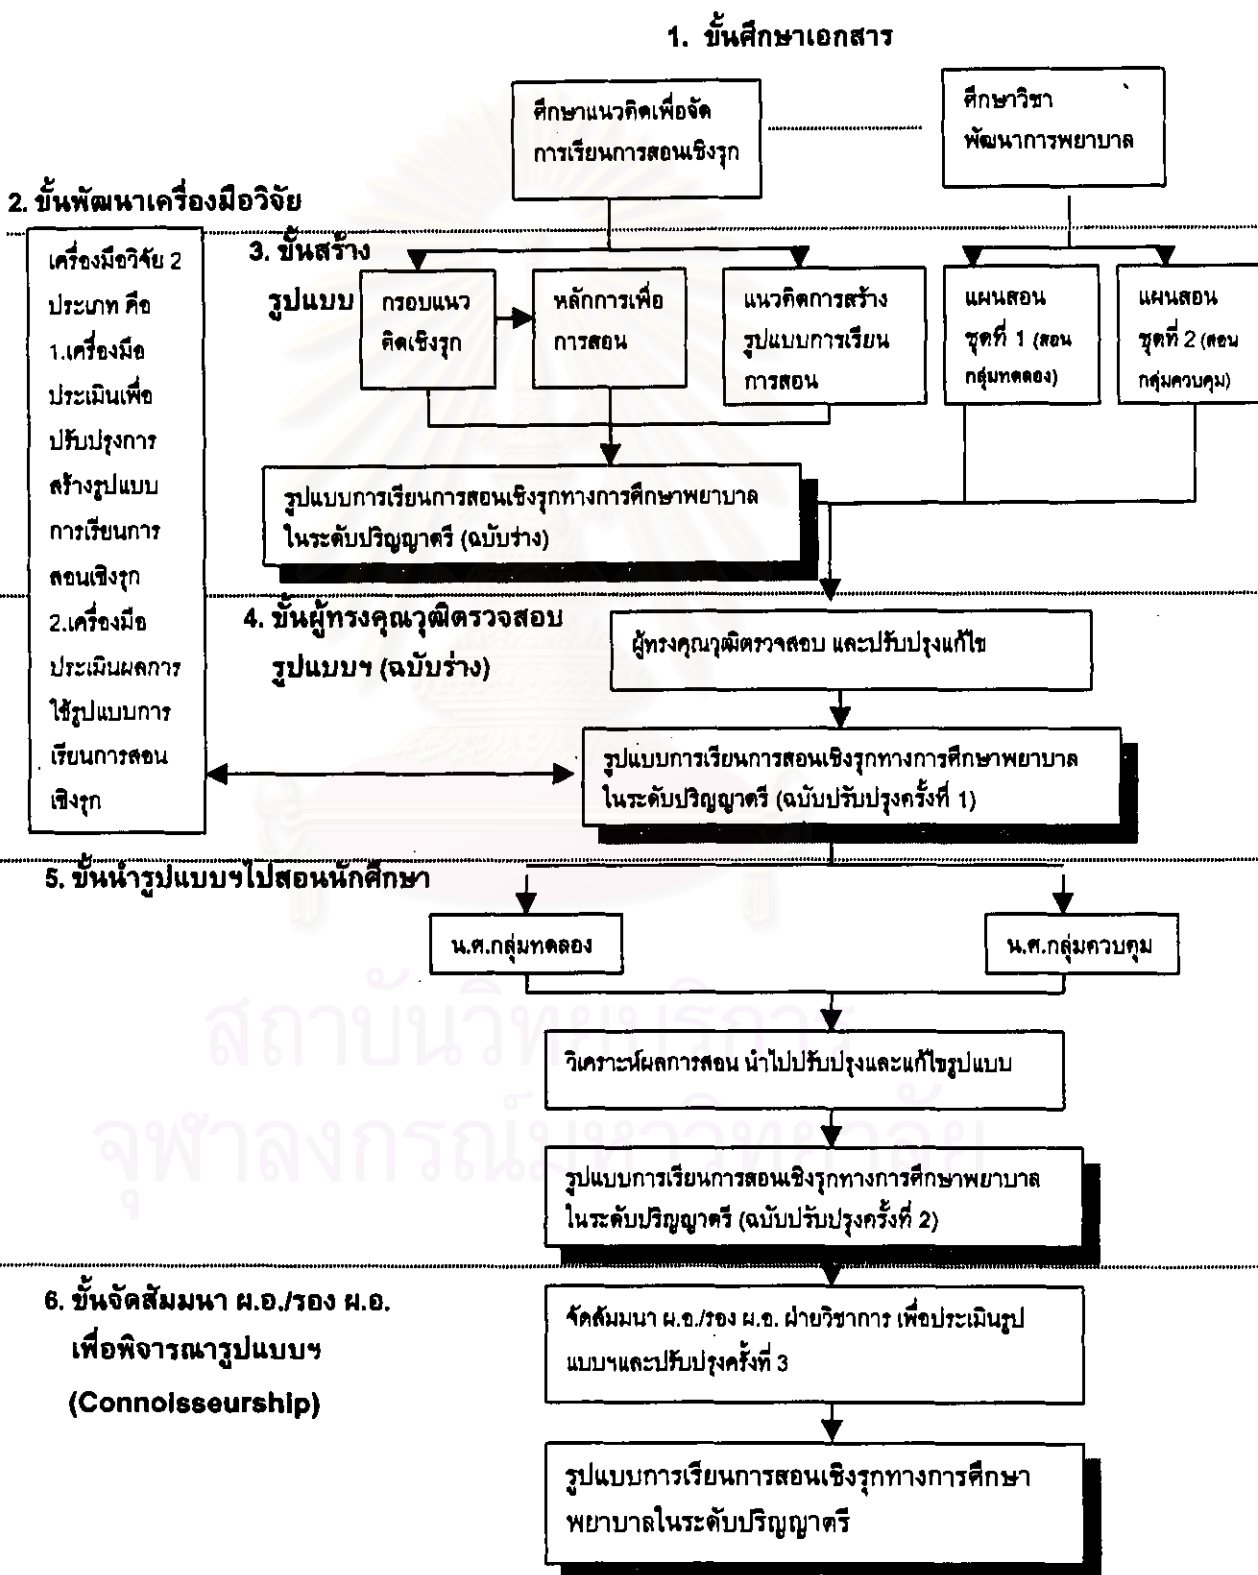 1. ขั้นศึกษาเอกสาร
ศึกษาแนวคิดเพื่อจัด
การเรียนการสอนเชิงรุก
ศึกษาวิชา
พัฒนาการพยาบาล
2. ขั้นพัฒนาเครื่องมือวิจัย
เครื่องมือวิจัย 2
ประเภท คือ
1.เครื่องมือ
ประเมินเพื่อ
ปรับปรุงการ
สร้างรูปแบบ
การเรียนการ
สอนเชิงรุก
2.เครื่องมือ
ประเมินผลการ
ใช้รูปแบบการ
เรียนการสอน
เชิงรุก
3. ขั้นสร้าง
รูปแบบ
กรอบแนว
คิดเชิงรุก
หลักการเพื่อ
การสอน
แนวคิดการสร้าง
รูปแบบการเรียน
การสอน
แผนสอน
ชุดที่ 1 (สอน
กลุ่มทดลอง)
แผนสอน
ชุดที่ 2 (สอน
กลุ่มควบคุม)
รูปแบบการเรียนการสอนเชิงรุกทางการศึกษาพยาบาล
ในระดับปริญญาตรี (ฉบับร่าง)
4. ขั้นผู้ทรงคุณวุฒิตรวจสอบ
รูปแบบฯ (ฉบับร่าง)
ผู้ทรงคุณวุฒิตรวจสอบ และปรับปรุงแก้ไข
รูปแบบการเรียนการสอนเชิงรุกทางการศึกษาพยาบาล
ในระดับปริญญาตรี (ฉบับปรับปรุงครั้งที่ 1)
5. ขั้นนำรูปแบบฯไปสอนนักศึกษา
น.ศ.กลุ่มทดลอง
น.ศ.กลุ่มควบคุม
สถาบันวิทยบริการ
วิเคราะห์ผลการสอน นำไปปรับปรุงและแก้ไขรูปแบบ
จุฬาลงกรณ์มหาวิทยาลัย
รูปแบบการเรียนการสอนเชิงรุกทางการศึกษาพยาบาล
ในระดับปริญญาตรี (ฉบับปรับปรุงครั้งที่ 2)
6. ขั้นจัดสัมมนา ผ.อ./รอง ผ.อ.
เพื่อพิจารณารูปแบบฯ
(Connoisseurship)
จัดสัมมนา ผ.อ./รอง ผ.อ. ฝ่ายวิชาการ เพื่อประเมินรูป
แบบฯและปรับปรุงครั้งที่ 3
รูปแบบการเรียนการสอนเชิงรุกทางการศึกษา
พยาบาลในระดับปริญญาตรี